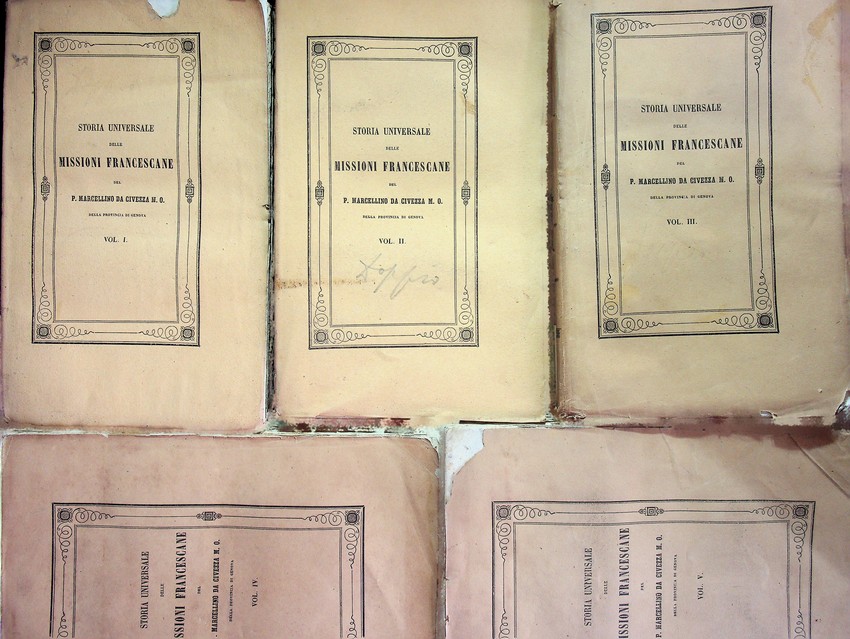 STORIA UNIVERSALE
DELLE
MISSIONI FRANCESCANE
DEL
P. MARCELLINO DA CIVEZZA M. O.
DELLA PROVINCIA DI GENOVA
VOL. I.
STORIA UNIVERSALE
DELLE
MISSIONI FRANCESCANE
DEL
P. MARCELLINO DA CIVEZZA M. O.
DELLA PROVINCIA DI GENOVA
VOL. II.
Doppio
STORIA UNIVERSALE
DELLE
MISSIONI FRANCESCANE
DEL
P. MARCELLINO DA CIVEZZA M. O.
DELLA PROVINCIA DI GENOVA
VOL. III.
STORIA UNIVERSALE
DELLE
SSIONI FRANCESCANE
DEL
. MARCELLINO DA CIVEZZA M. O.
DELLA PROVINCIA DI GENOVA
VOL. IV.
STORIA UNIVERSALE
DELLE
SSIONI FRANCESCANE
DEL
P. MARCELLINO DA CIVEZZA M. O.
DELLA PROVINCIA DI GENOVA
VOL. V.